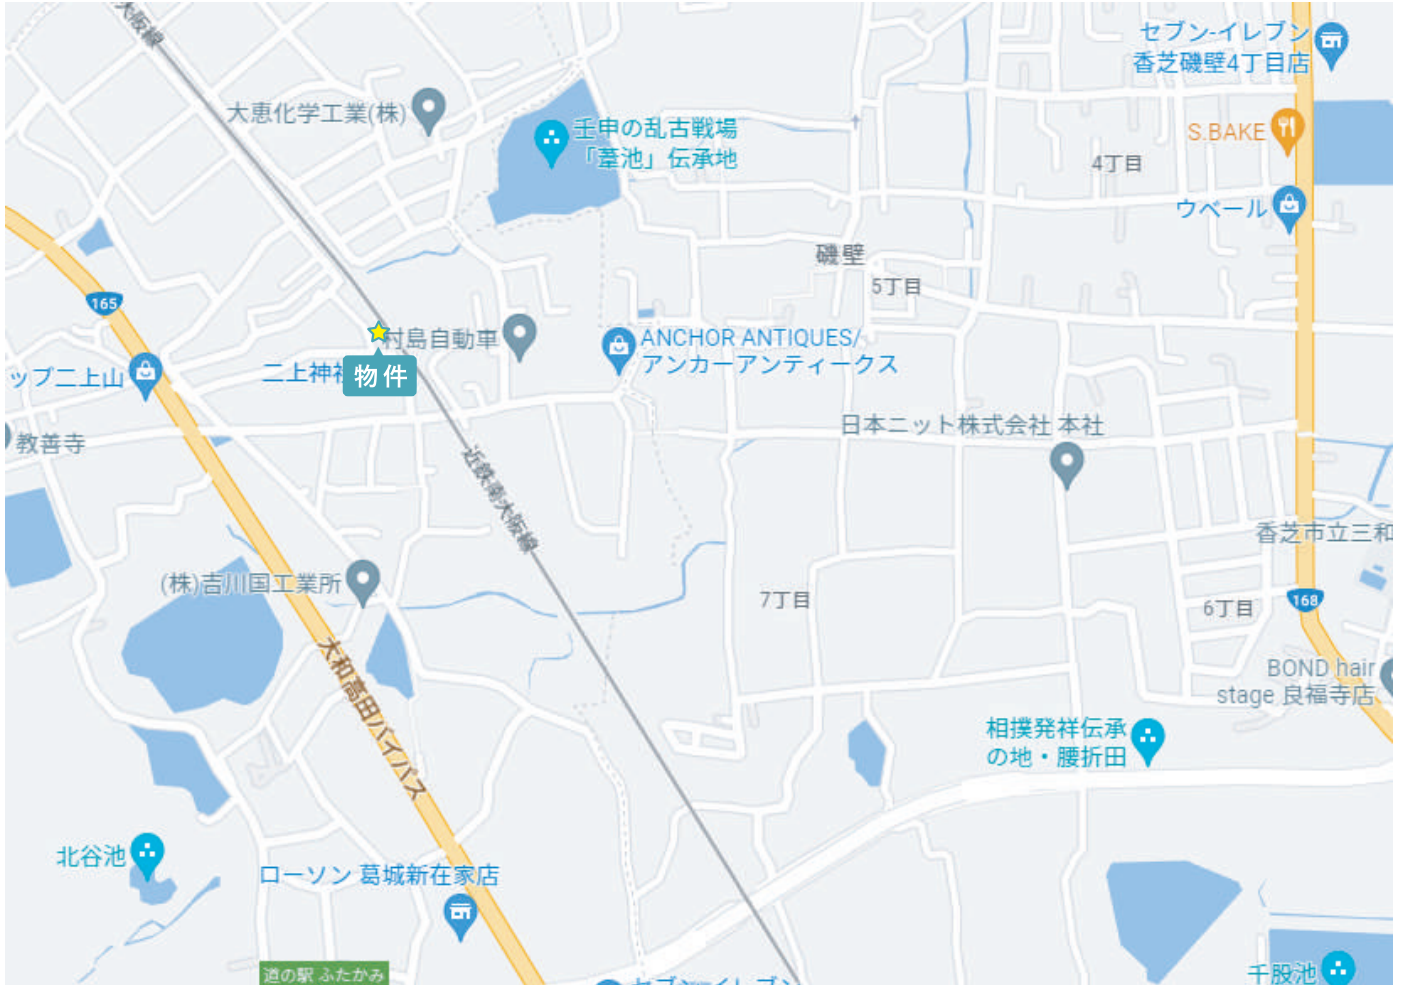 大阪線
セブン-イレブン
香芝磯壁4丁目店
大恵化学工業(株)
壬申の乱古戦場
「葦池」伝承地
S.BAKE
4丁目
ウベール
磯壁
5丁目
165
村島自動車
ANCHOR ANTIQUES/
アンカーアンティークス
ップ二上山
二上神社
物件
教善寺
日本ニット株式会社 本社
近鉄南大阪線
香芝市立三和
(株)吉川国工業所
7丁目
6丁目
168
大和高田バイパス
BOND hair
stage 良福寺店
相撲発祥伝承
の地・腰折田
北谷池
ローソン 葛城新在家店
道の駅 ふたかみ
セブン-イレブン
千股池